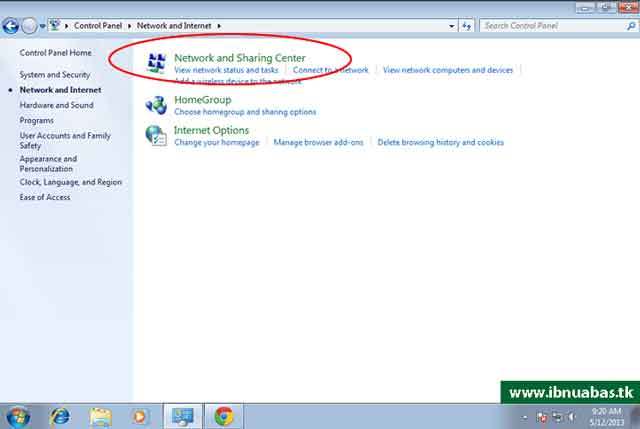 Control Panel Network and Internet
Search Control Panel
Control Panel Home
System and Security
Network and Internet
Hardware and Sound
Programs
User Accounts and Family
Safety
Appearance and
Personalization
Clock, Language, and Region
Ease of Access
Network and Sharing Center
View network status and tasks Connect to a network View network computers and devices
Add a wireless device to the network
HomeGroup
Choose homegroup and sharing options
Internet Options
Change your homepage Manage browser add-ons Delete browsing history and cookies
www.ibnuabas.tk
9:20 AM
5/12/2013